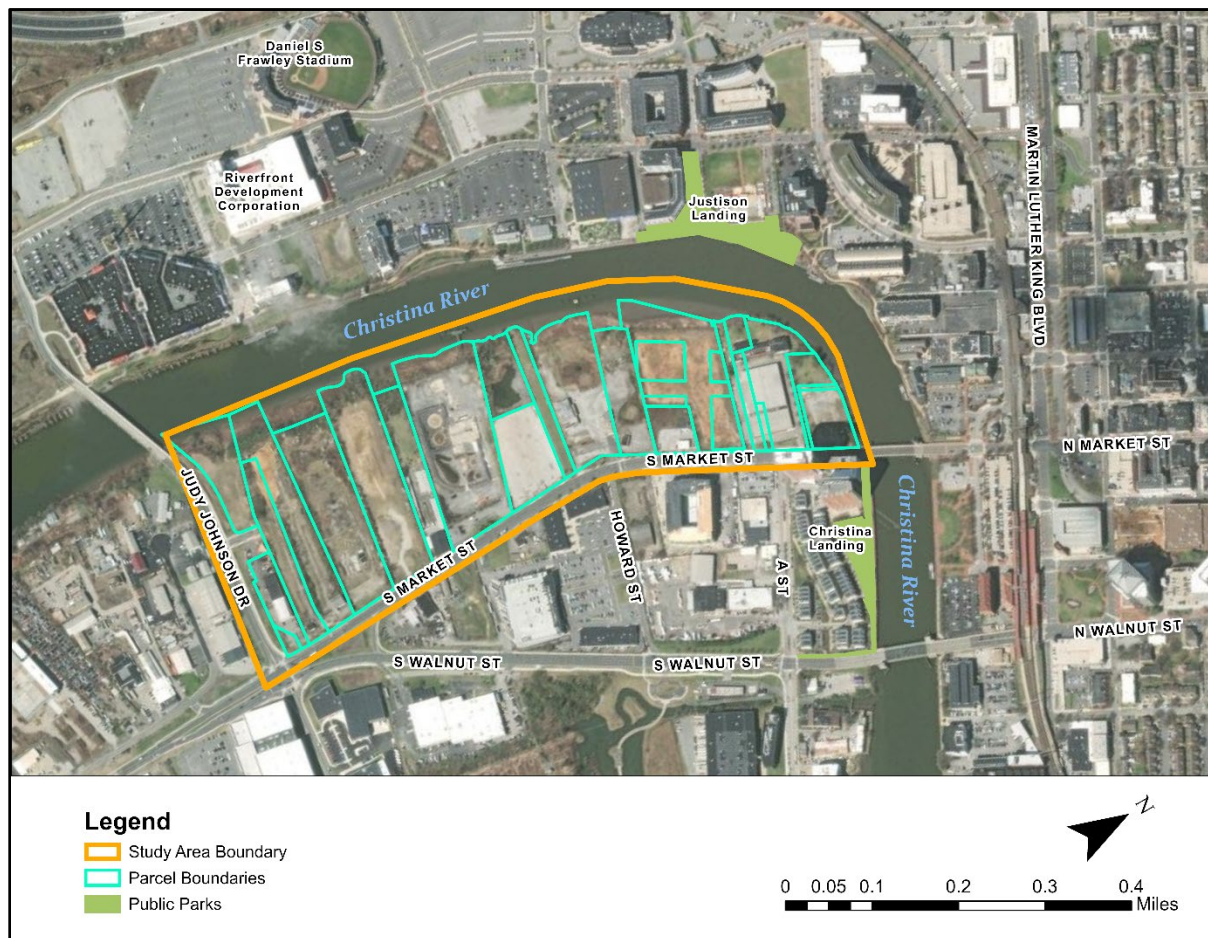 Daniel S
Frawley Stadium
Riverfront
Development
Corporation
Justison
Landing
MARTIN LUTHER KING BLVD
Christina River
S MARKET ST
N MARKET ST
JUDY JOHNSON DR
S MARKET ST
HOWARD ST
A ST
Christina
Landing
Christina River
S WALNUT ST
S WALNUT ST
N WALNUT ST
Legend
Study Area Boundary
Parcel Boundaries
Public Parks
N
0 0.05 0.1 0.2 0.3 0.4
Miles